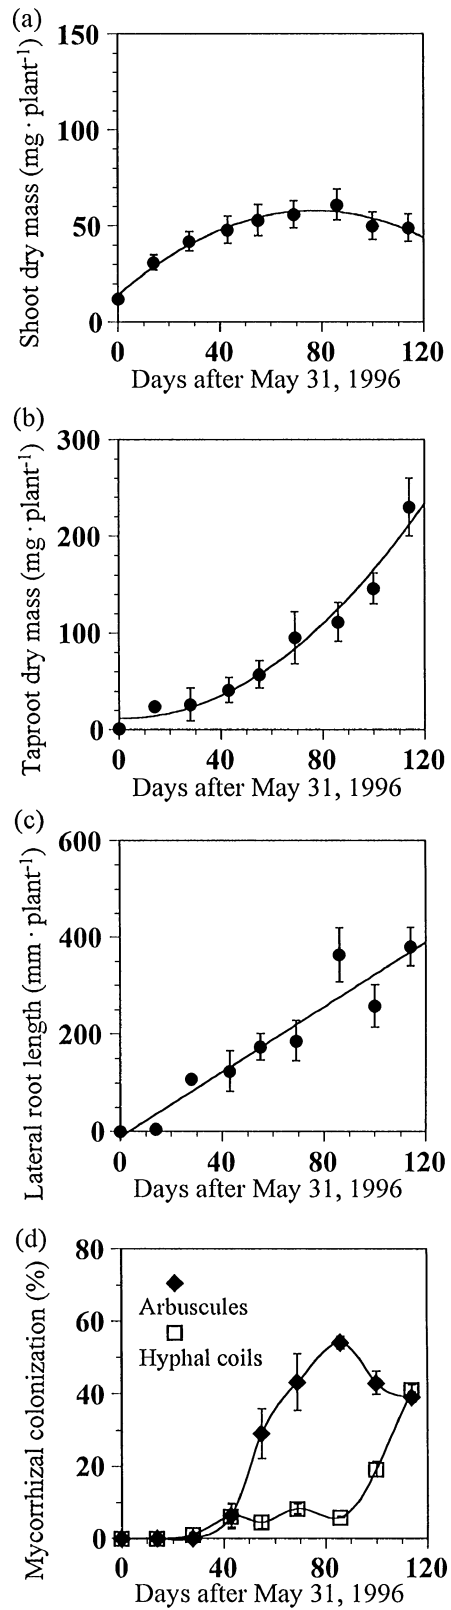 (a)
Shoot dry mass (mg · plant⁻¹)
150
100
50
0
0 40 80 120
Days after May 31, 1996
(b)
Taproot dry mass (mg · plant⁻¹)
300
200
100
0
0 40 80 120
Days after May 31, 1996
(c)
Lateral root length (mm · plant⁻¹)
600
400
200
0
0 40 80 120
Days after May 31, 1996
(d)
Mycorrhizal colonization (%)
80
60
40
20
0
Arbuscules
Hyphal coils
0 40 80 120
Days after May 31, 1996